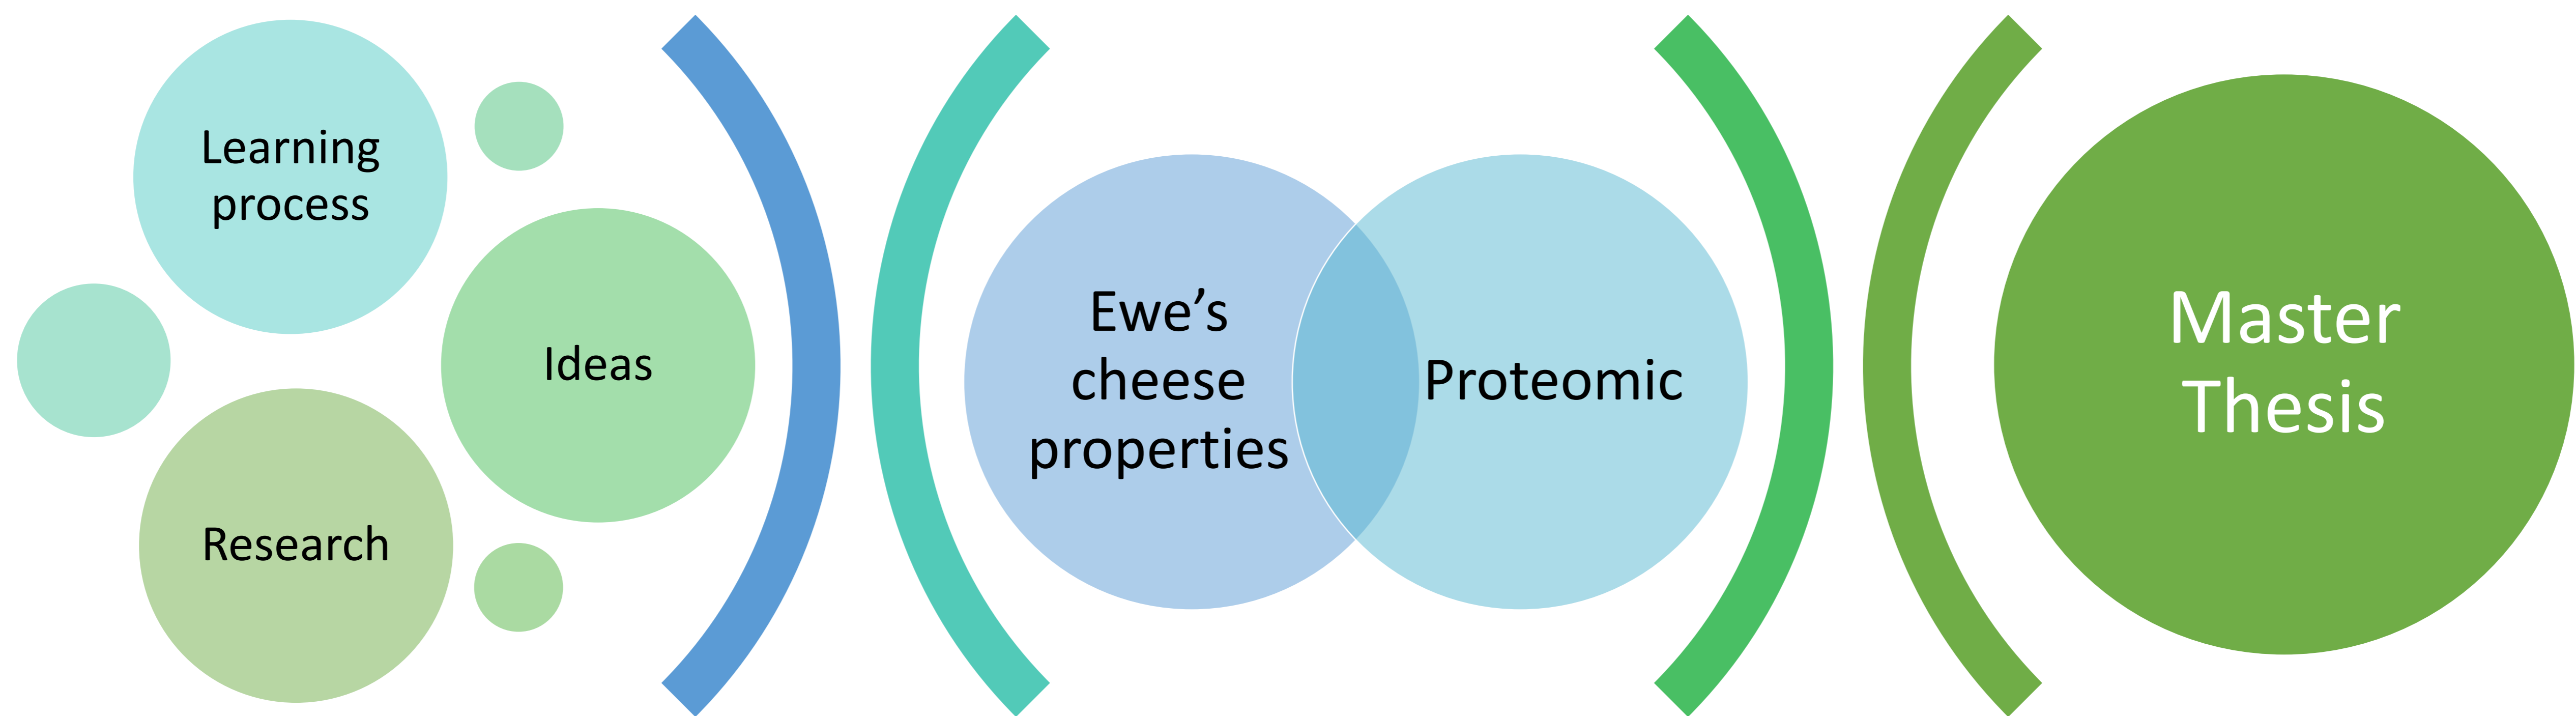 Learning
process
Ideas
Research
Ewe’s
cheese
properties
Proteomic
Master
Thesis